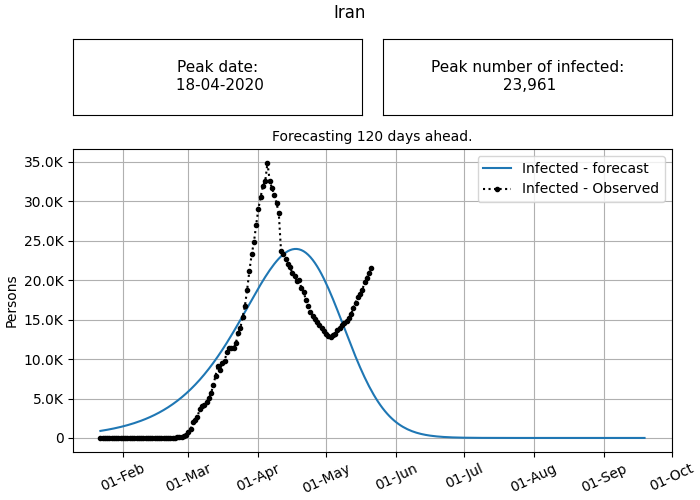 Iran
Peak date:
18-04-2020
Peak number of infected:
23,961
Forecasting 120 days ahead.
35.0K
30.0K
25.0K
20.0K
15.0K
10.0K
5.0K
0
Persons
Infected - forecast
Infected - Observed
01-Feb
01-Mar
01-Apr
01-May
01-Jun
01-Jul
01-Aug
01-Sep
01-Oct